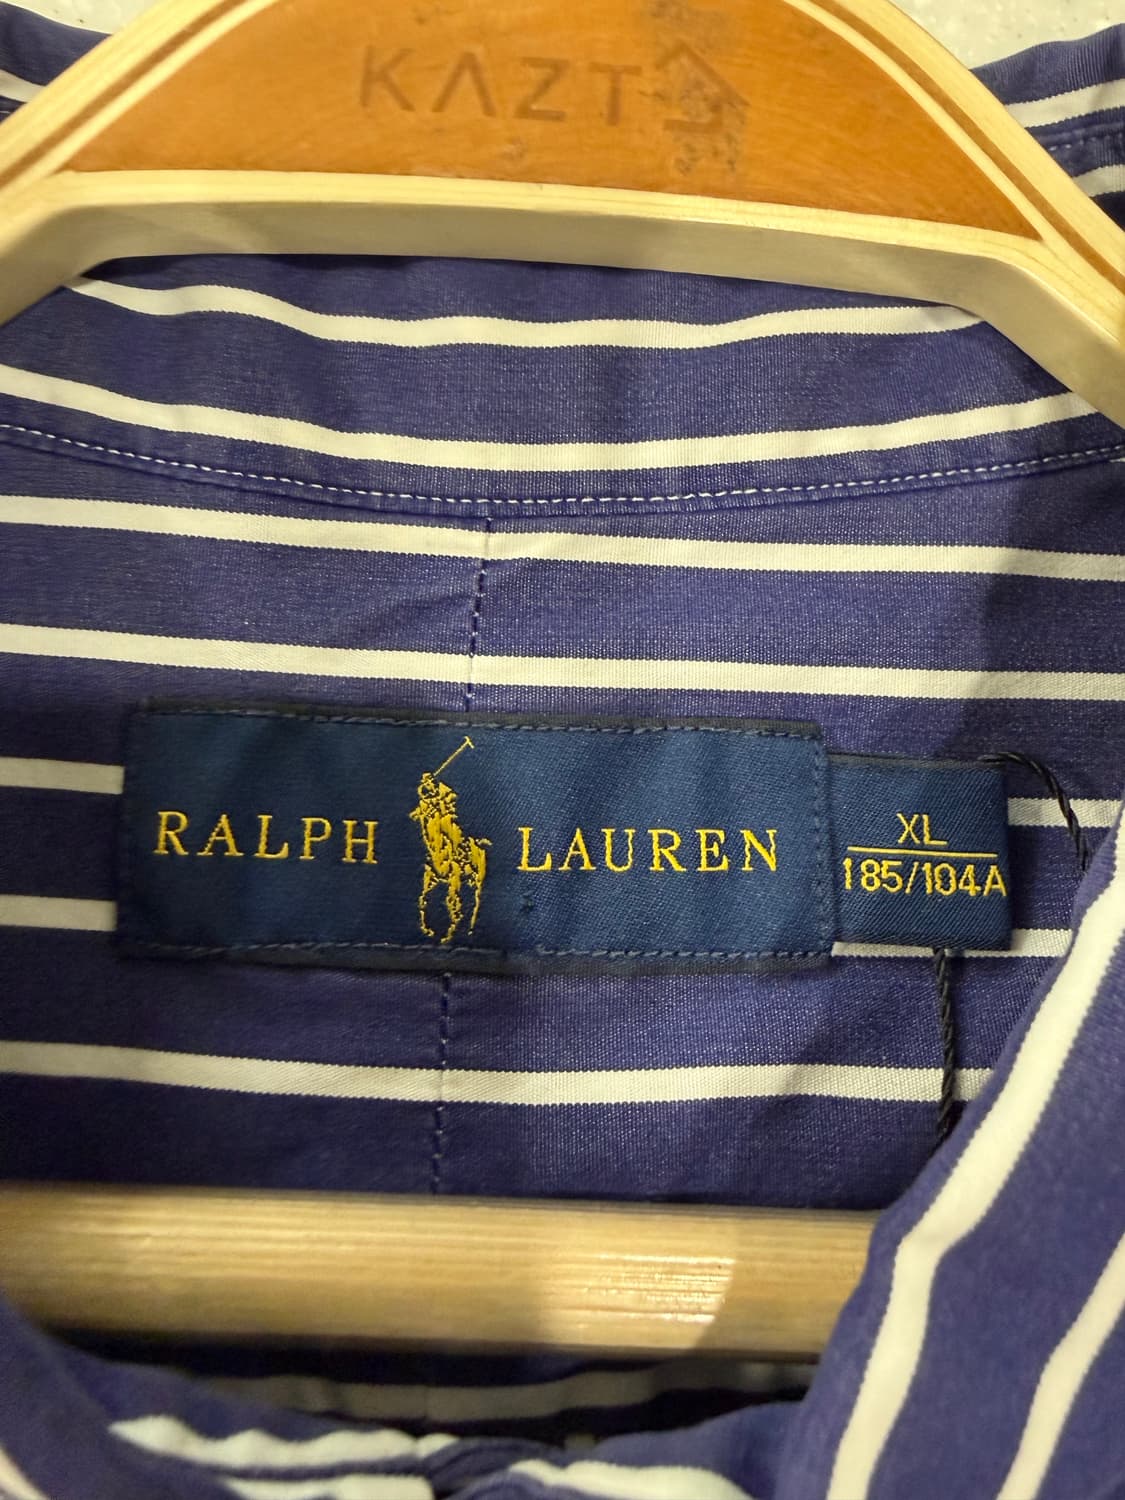 KAZT
RALPH LAUREN
XL
185/104A